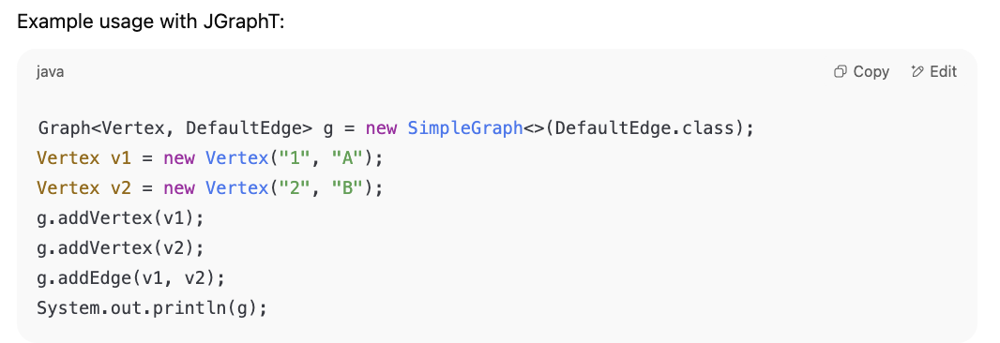 Example usage with JGraphT:
java
Copy
Edit
Graph<Vertex, DefaultEdge> g = new SimpleGraph<>(DefaultEdge.class);
Vertex v1 = new Vertex("1", "A");
Vertex v2 = new Vertex("2", "B");
g.addVertex(v1);
g.addVertex(v2);
g.addEdge(v1, v2);
System.out.println(g);